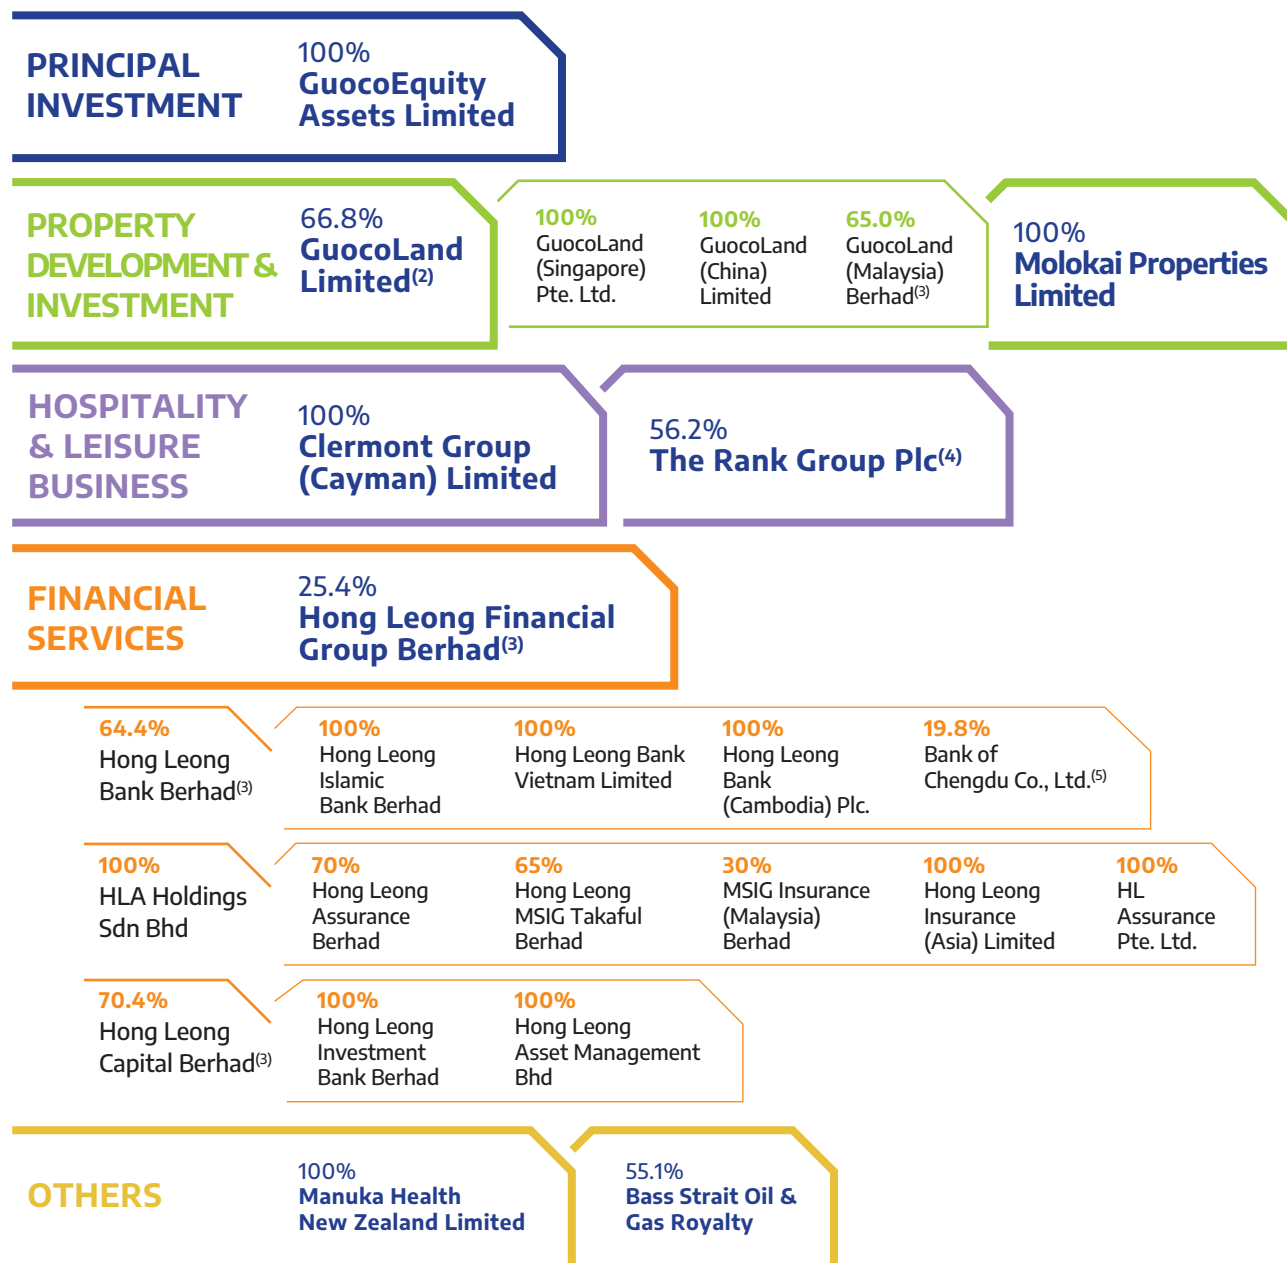 PRINCIPAL
INVESTMENT
100%
GuocoEquity
Assets Limited
PROPERTY
DEVELOPMENT &
INVESTMENT
66.8%
GuocoLand
Limited(2)
100%
GuocoLand
(Singapore)
Pte. Ltd.
100%
GuocoLand
(China)
Limited
65.0%
GuocoLand
(Malaysia)
Berhad(3)
100%
Molokai Properties
Limited
HOSPITALITY
& LEISURE
BUSINESS
100%
Clermont Group
(Cayman) Limited
56.2%
The Rank Group Plc(4)
FINANCIAL
SERVICES
25.4%
Hong Leong Financial
Group Berhad(3)
64.4%
Hong Leong
Bank Berhad(3)
100%
Hong Leong
Islamic
Bank Berhad
100%
Hong Leong Bank
Vietnam Limited
100%
Hong Leong
Bank
(Cambodia) Plc.
19.8%
Bank of
Chengdu Co., Ltd.(5)
100%
HLA Holdings
Sdn Bhd
70%
Hong Leong
Assurance
Berhad
65%
Hong Leong
MSIG Takaful
Berhad
30%
MSIG Insurance
(Malaysia)
Berhad
100%
Hong Leong
Insurance
(Asia) Limited
100%
HL
Assurance
Pte. Ltd.
70.4%
Hong Leong
Capital Berhad(3)
100%
Hong Leong
Investment
Bank Berhad
100%
Hong Leong
Asset Management
Bhd
OTHERS
100%
Manuka Health
New Zealand Limited
55.1%
Bass Strait Oil &
Gas Royalty